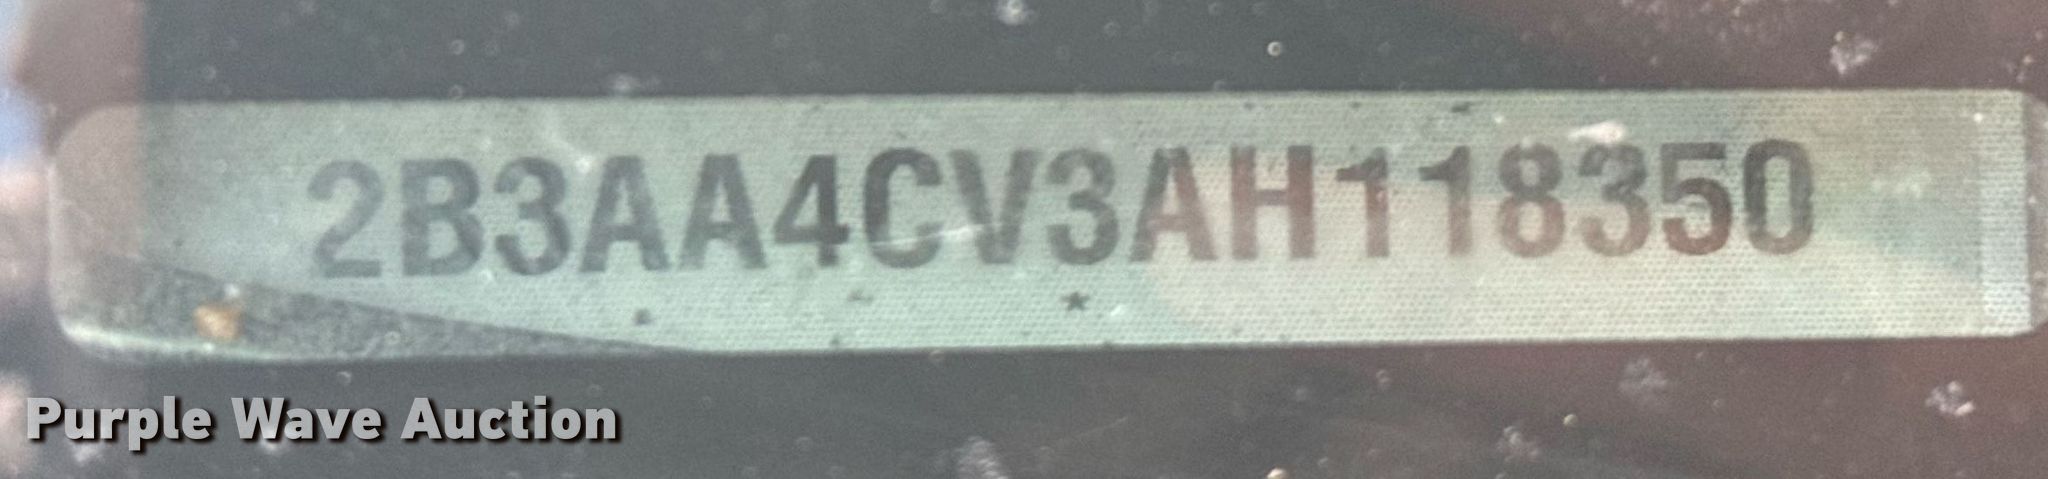 2B3AA4CV3AH118350
Purple Wave Auction